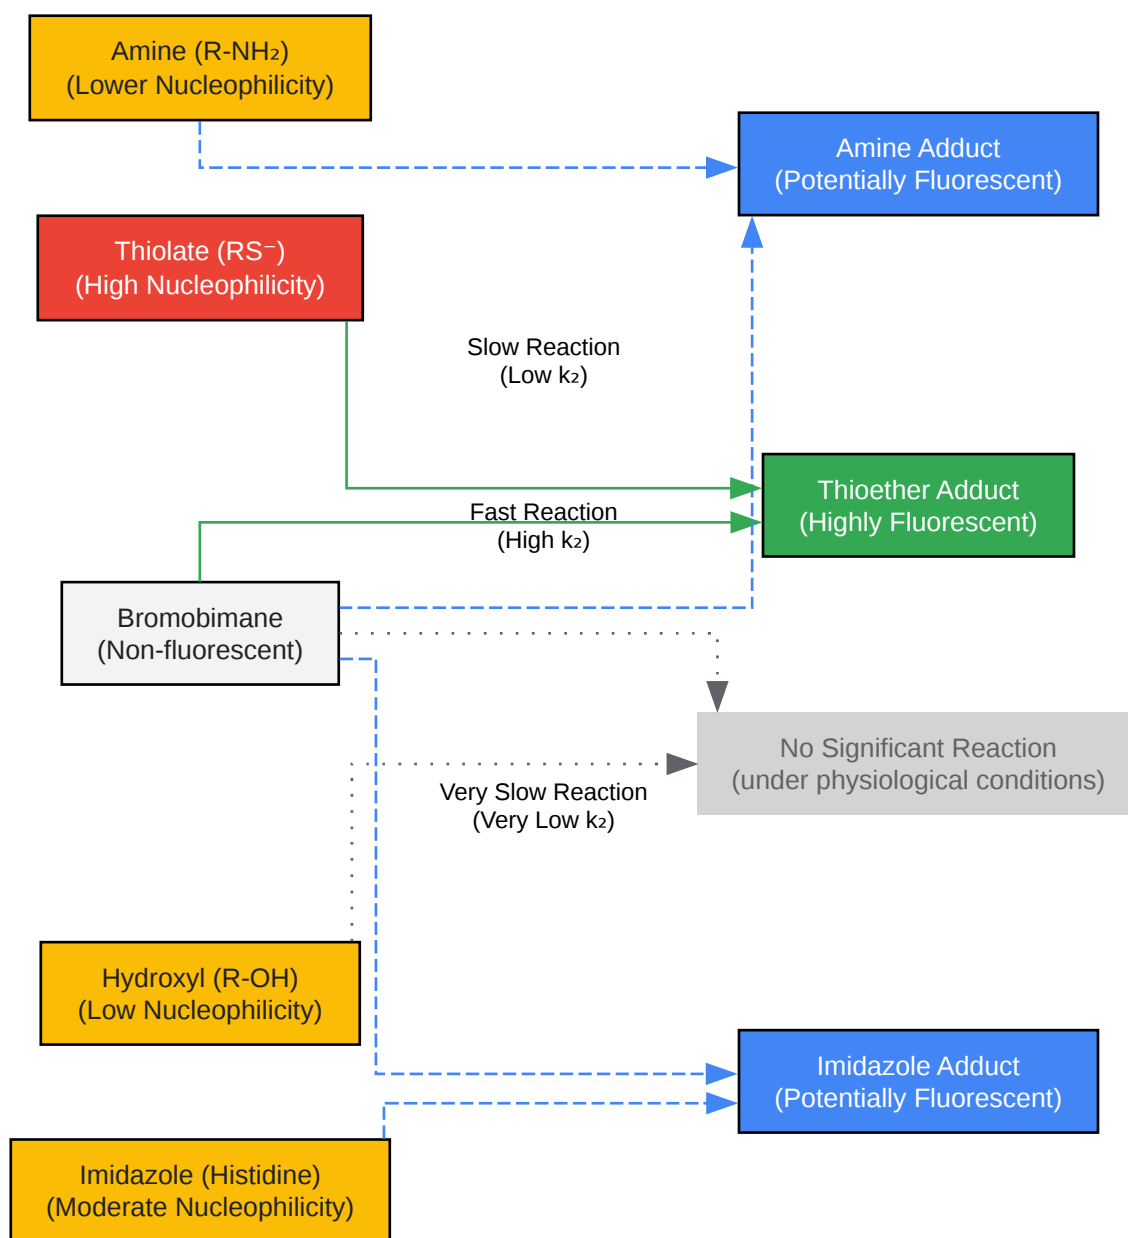 Amine (R-NH₂)
(Lower Nucleophilicity)
Amine Adduct
(Potentially Fluorescent)
Thiolate (RS⁻)
(High Nucleophilicity)
Slow Reaction
(Low k₂)
Thioether Adduct
(Highly Fluorescent)
Fast Reaction
(High k₂)
Bromobimane
(Non-fluorescent)
No Significant Reaction
(under physiological conditions)
Very Slow Reaction
(Very Low k₂)
Hydroxyl (R-OH)
(Low Nucleophilicity)
Imidazole Adduct
(Potentially Fluorescent)
Imidazole (Histidine)
(Moderate Nucleophilicity)